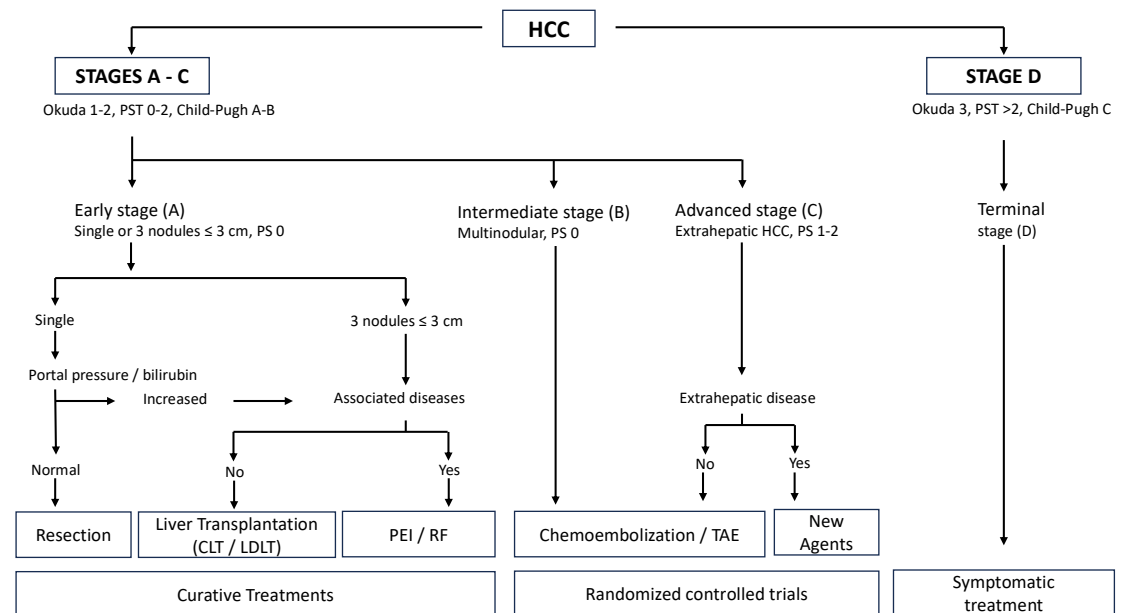 HCC
STAGES A - C
STAGE D
Okuda 1-2, PST 0-2, Child-Pugh A-B
Okuda 3, PST >2, Child-Pugh C
Early stage (A)
Single or 3 nodules ≤ 3 cm, PS 0
Intermediate stage (B)
Multinodular, PS 0
Advanced stage (C)
Extrahepatic HCC, PS 1-2
Terminal
stage (D)
Single
3 nodules ≤ 3 cm
Portal pressure / bilirubin
Increased
Associated diseases
Extrahepatic disease
Normal
No
Yes
No
Yes
Resection
Liver Transplantation
(CLT / LDLT)
PEI / RF
Chemoembolization / TAE
New
Agents
Curative Treatments
Randomized controlled trials
Symptomatic
treatment